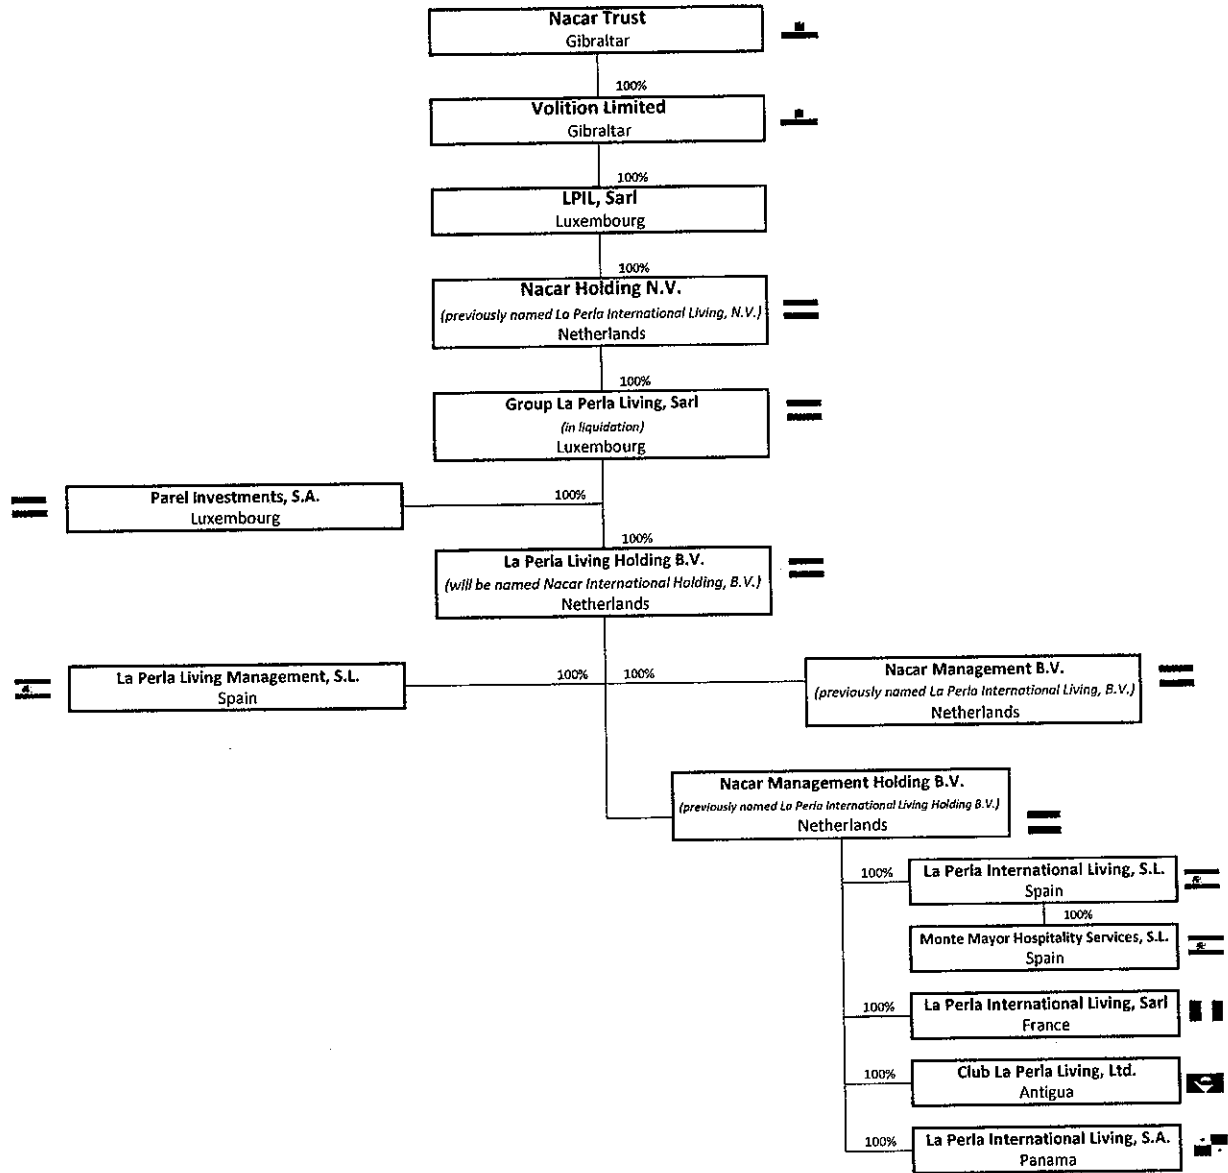 Nacar Trust
Gibraltar
100%
Volition Limited
Gibraltar
100%
LPIL, Sarl
Luxembourg
100%
Nacar Holding N.V.
(previously named La Perla International Living, N.V.)
Netherlands
100%
Group La Perla Living, Sarl
(in liquidation)
Luxembourg
Parel Investments, S.A.
Luxembourg
100%
100%
La Perla Living Holding B.V.
(will be named Nacar International Holding, B.V.)
Netherlands
La Perla Living Management, S.L.
Spain
100%
100%
Nacar Management B.V.
(previously named La Perla International Living, B.V.)
Netherlands
Nacar Management Holding B.V.
(previously named La Perla International Living Holding B.V.)
Netherlands
100%
La Perla International Living, S.L.
Spain
100%
Monte Mayor Hospitality Services, S.L.
Spain
100%
La Perla International Living, Sarl
France
100%
Club La Perla Living, Ltd.
Antigua
100%
La Perla International Living, S.A.
Panama